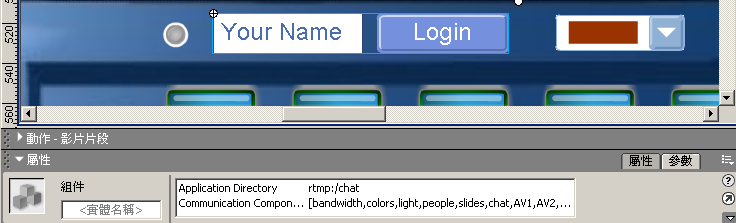 520
540
560
Your Name
Login
動作 - 影片片段
屬性
屬性
參數
組件
<實體名稱>
Application Directory rtmp:/chat
Communication Compon... [bandwidth,colors,light,people,slides,chat,AV1,AV2,...